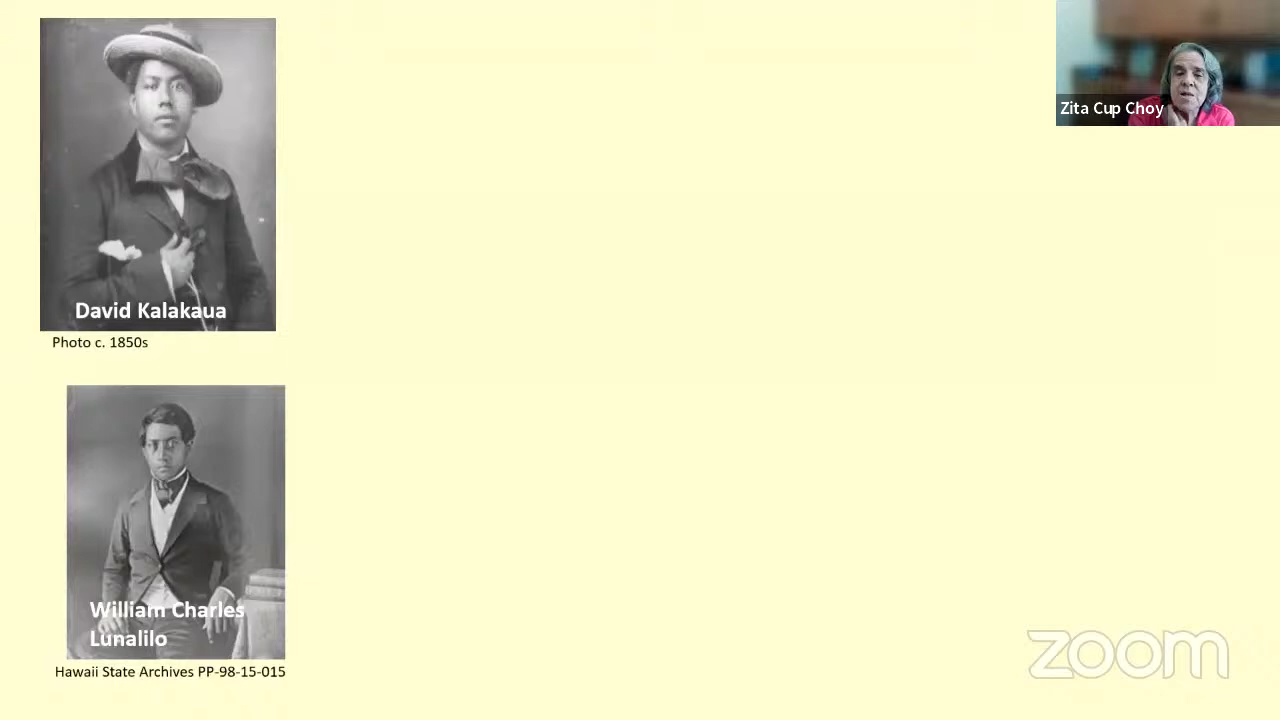 David Kalakaua
Photo c. 1850s
Zita Cup Choy
William Charles
Lunalilo
Hawaii State Archives PP-98-15-015
zoom